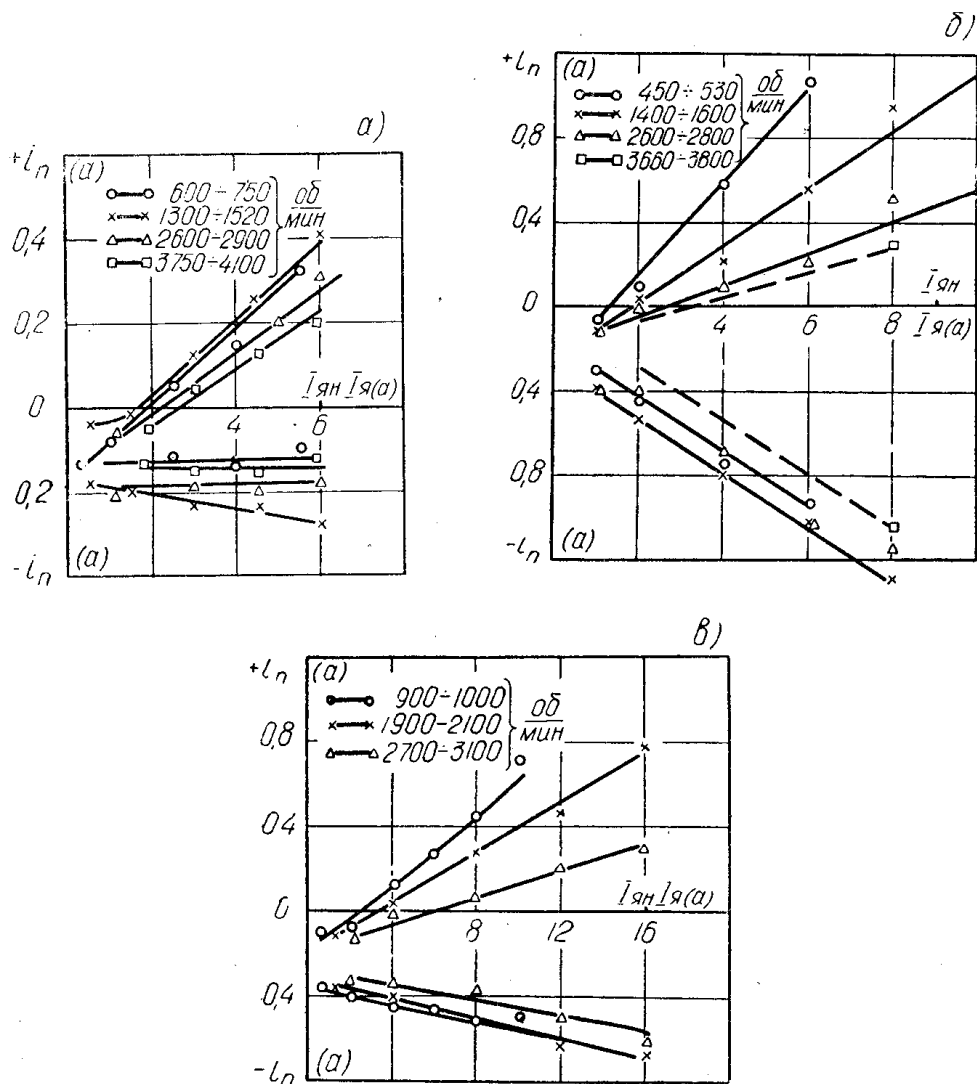 а)
+iп (а)
600÷750
1300÷1520
2600-2900
3750÷4100
об
мин
0,4
0,2
0
Iян Iя(а)
4
6
0,2
(а)
-iп
б)
+iп (а)
450÷530
1400÷1600
2600÷2800
3660÷3800
об
мин
0,8
0,4
0
Iян
Iя(а)
4
6
8
0,4
0,8
-iп (а)
в)
+iп (а)
900÷1000
1900-2100
2700÷3100
об
мин
0,8
0,4
0
Iян Iя(а)
8
12
16
0,4
-iп (а)